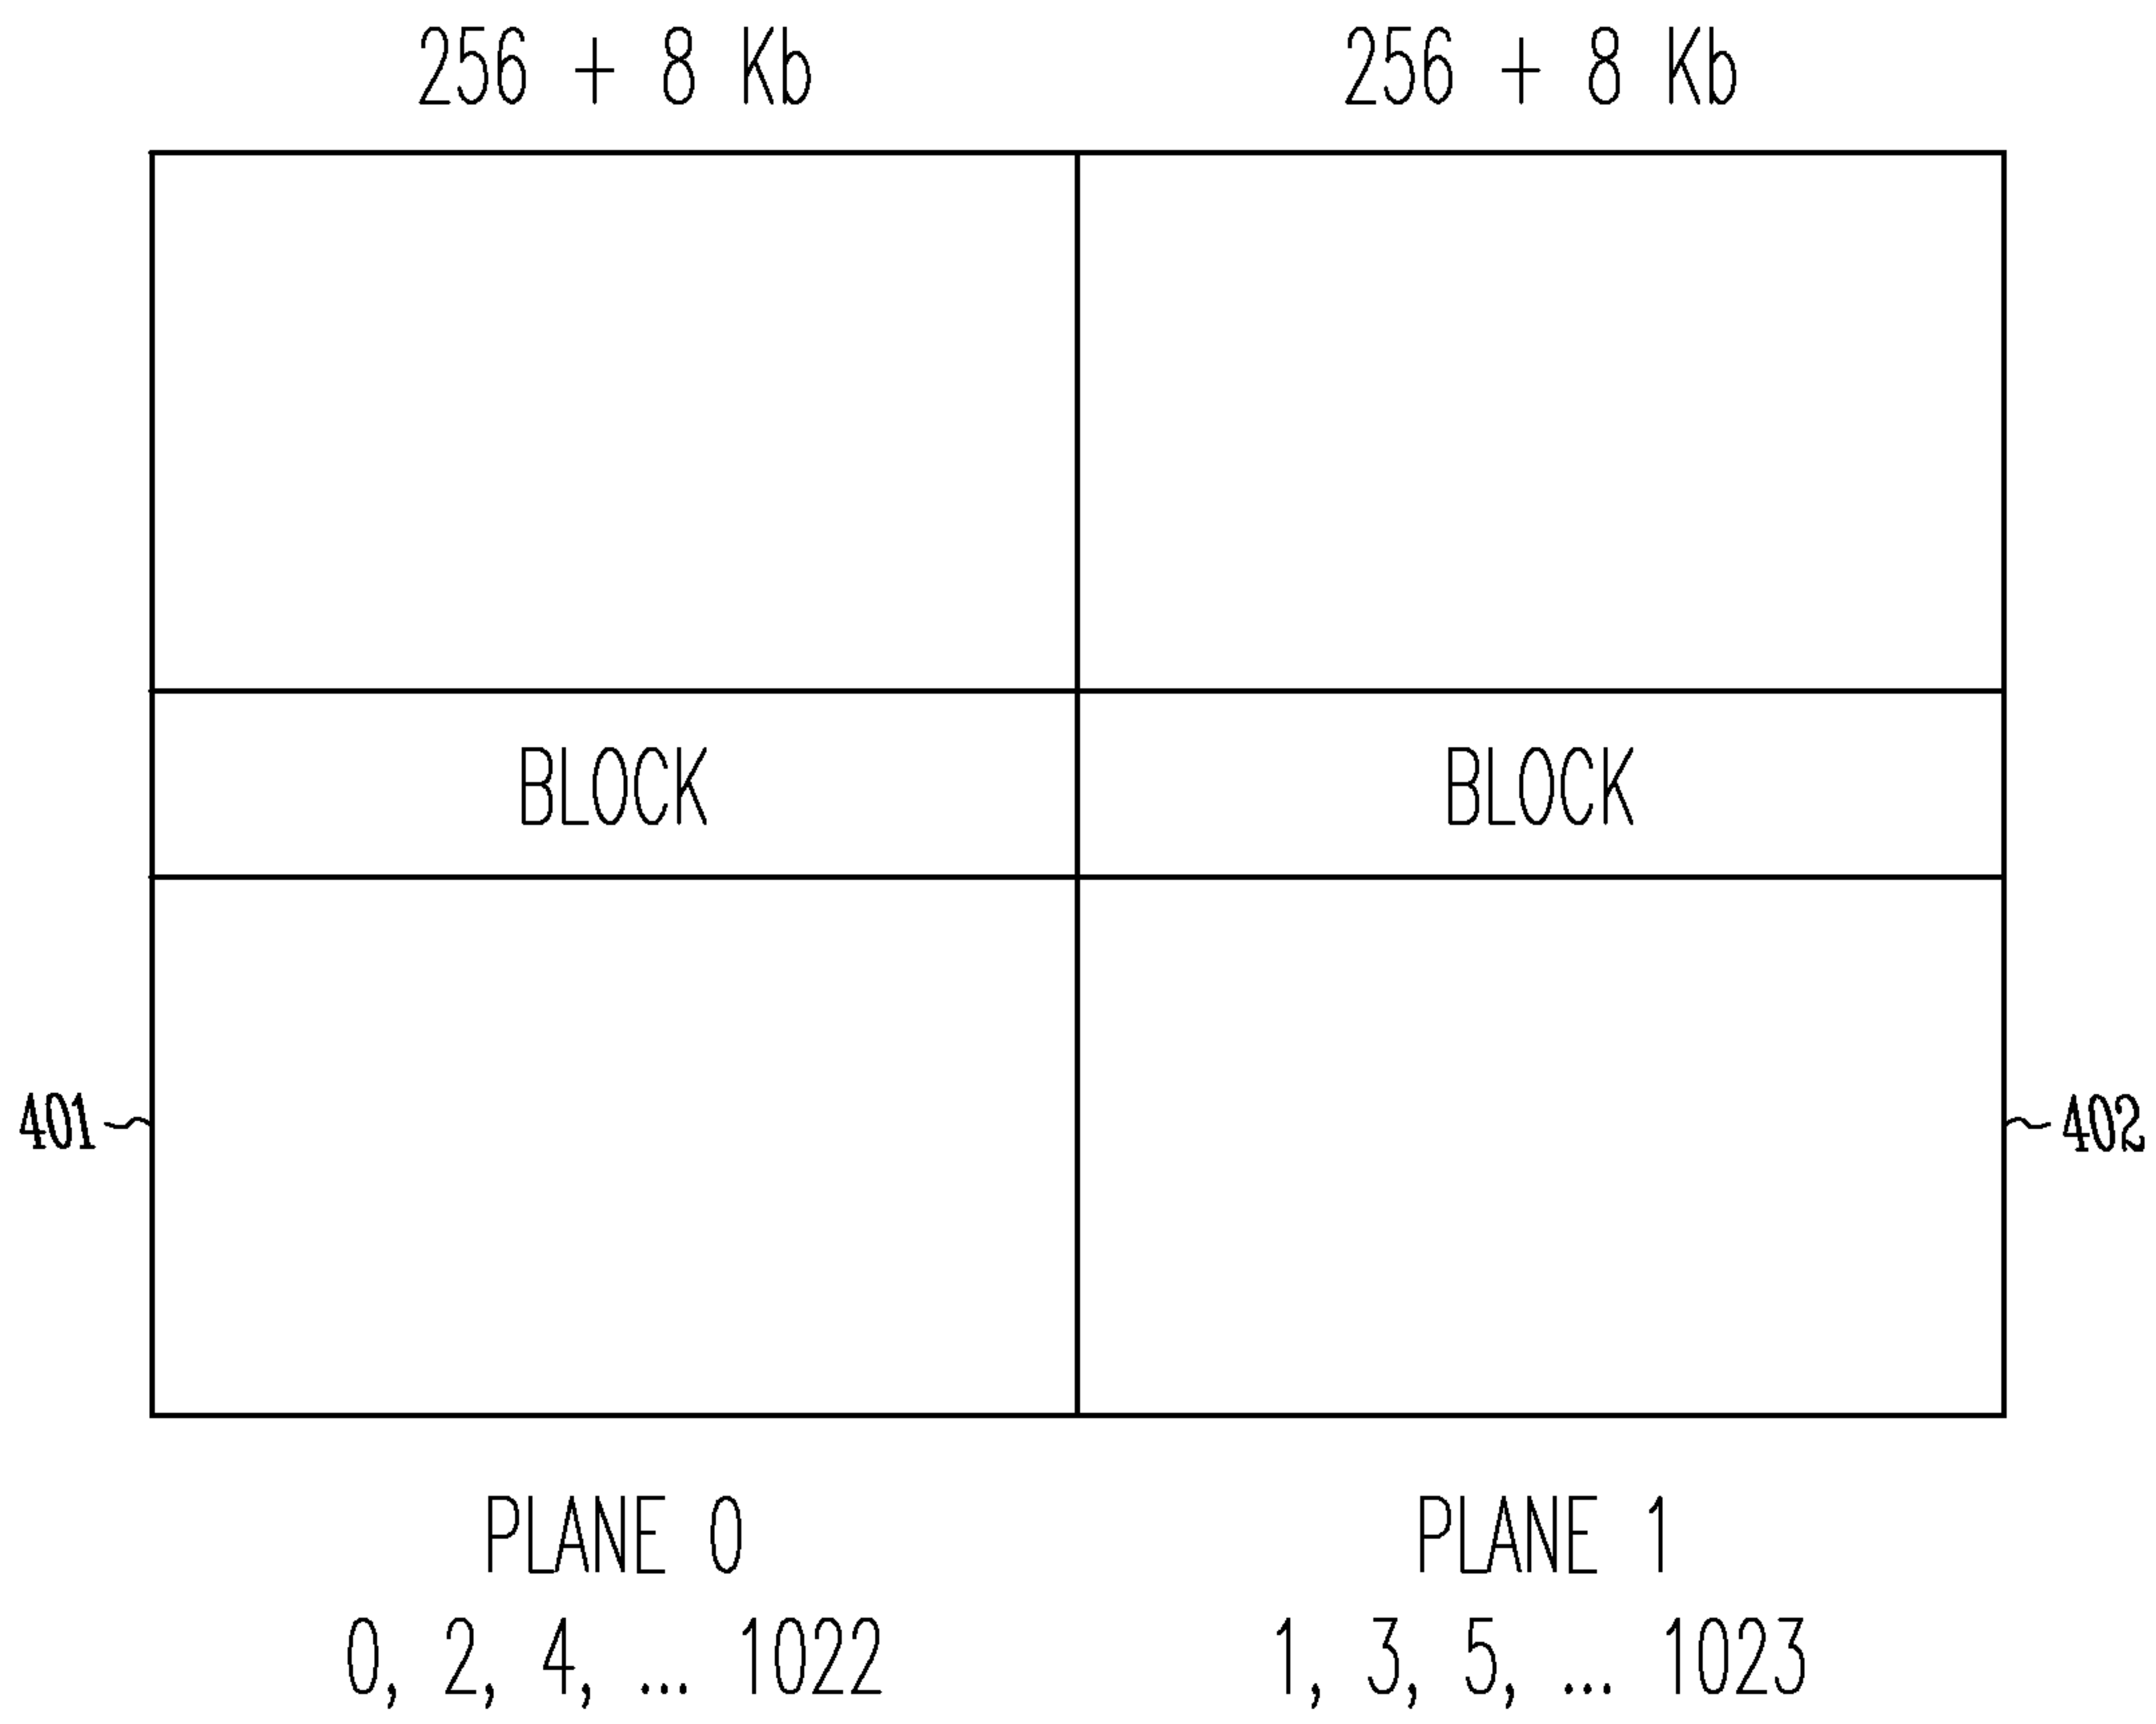 256 + 8 Kb 256 + 8 Kb
BLOCK BLOCK
401 402
PLANE 0 PLANE 1
0, 2, 4, ... 1022 1, 3, 5, ... 1023